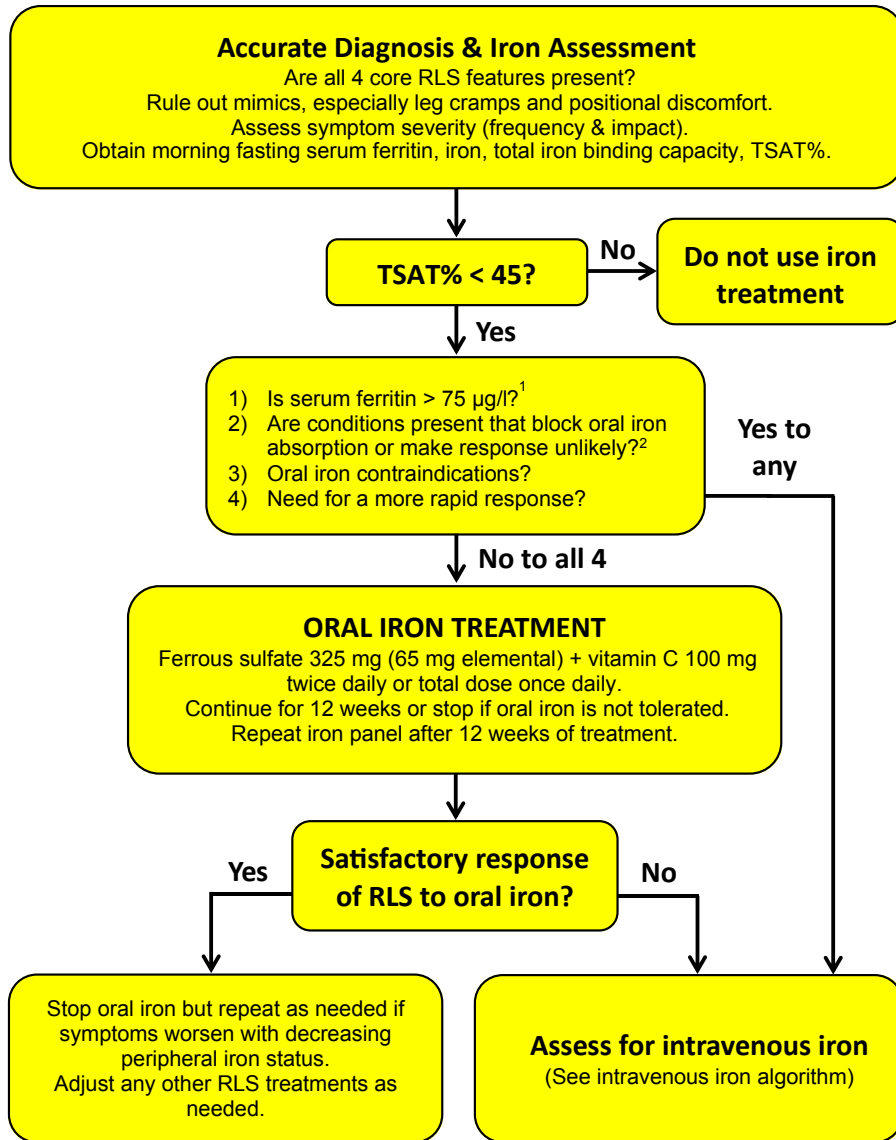 Accurate Diagnosis & Iron Assessment
Are all 4 core RLS features present?
Rule out mimics, especially leg cramps and positional discomfort.
Assess symptom severity (frequency & impact).
Obtain morning fasting serum ferritin, iron, total iron binding capacity, TSAT%.
TSAT% < 45?
No
Do not use iron
treatment
Yes
1) Is serum ferritin > 75 µg/l?¹
2) Are conditions present that block oral iron
absorption or make response unlikely?²
3) Oral iron contraindications?
4) Need for a more rapid response?
Yes to
any
No to all 4
ORAL IRON TREATMENT
Ferrous sulfate 325 mg (65 mg elemental) + vitamin C 100 mg
twice daily or total dose once daily.
Continue for 12 weeks or stop if oral iron is not tolerated.
Repeat iron panel after 12 weeks of treatment.
Satisfactory response
of RLS to oral iron?
Yes
No
Stop oral iron but repeat as needed if
symptoms worsen with decreasing
peripheral iron status.
Adjust any other RLS treatments as
needed.
Assess for intravenous iron
(See intravenous iron algorithm)